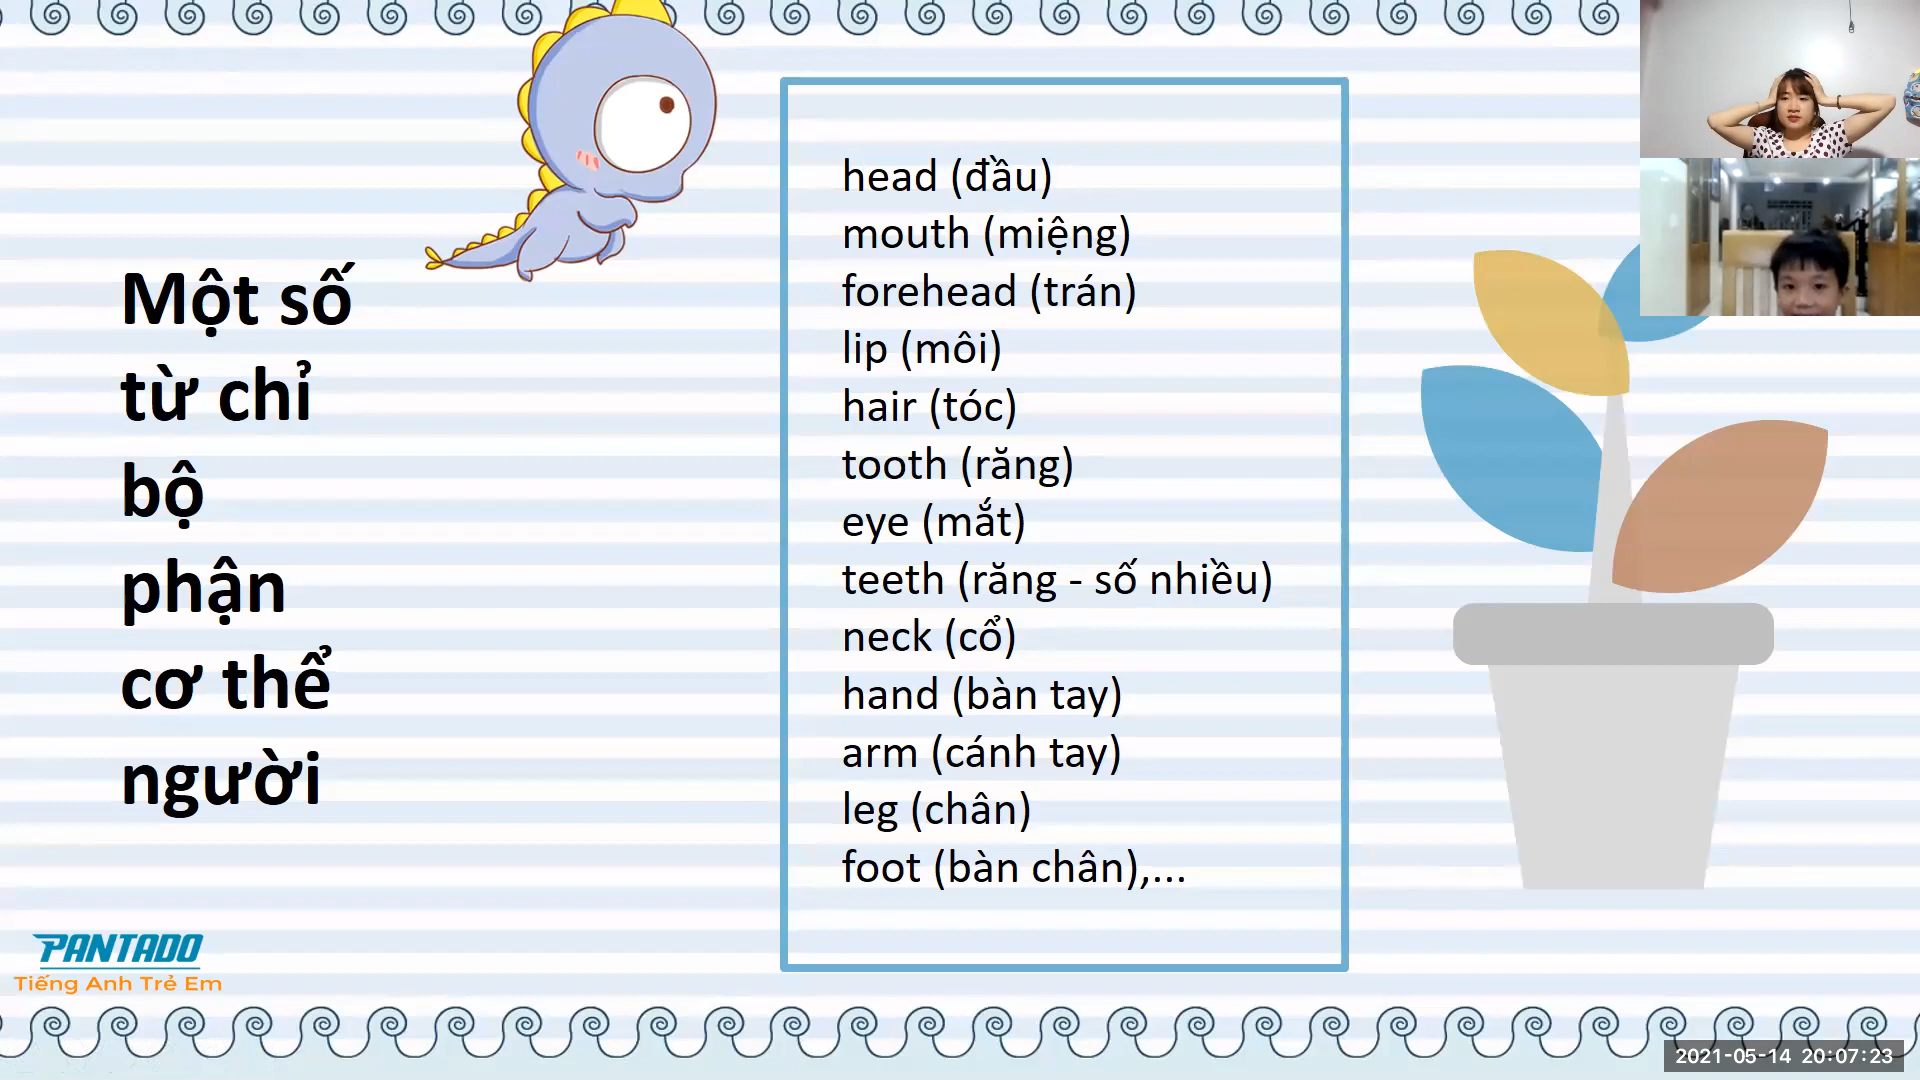 Một số
từ chỉ
bộ
phận
cơ thể
người
head (đầu)
mouth (miệng)
forehead (trán)
lip (môi)
hair (tóc)
tooth (răng)
eye (mắt)
teeth (răng - số nhiều)
neck (cổ)
hand (bàn tay)
arm (cánh tay)
leg (chân)
foot (bàn chân),...
PANTADO
Tiếng Anh Trẻ Em
2021-05-14 20:07:23